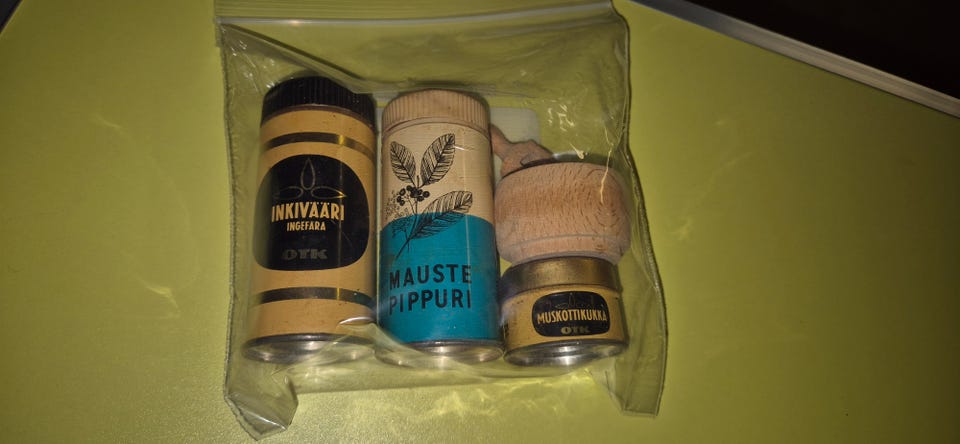 INKIVÄÄRI
INGEFÄRA
OTK
MAUSTE
PIPPURI
MUSKOTTIKUKKA
OTK